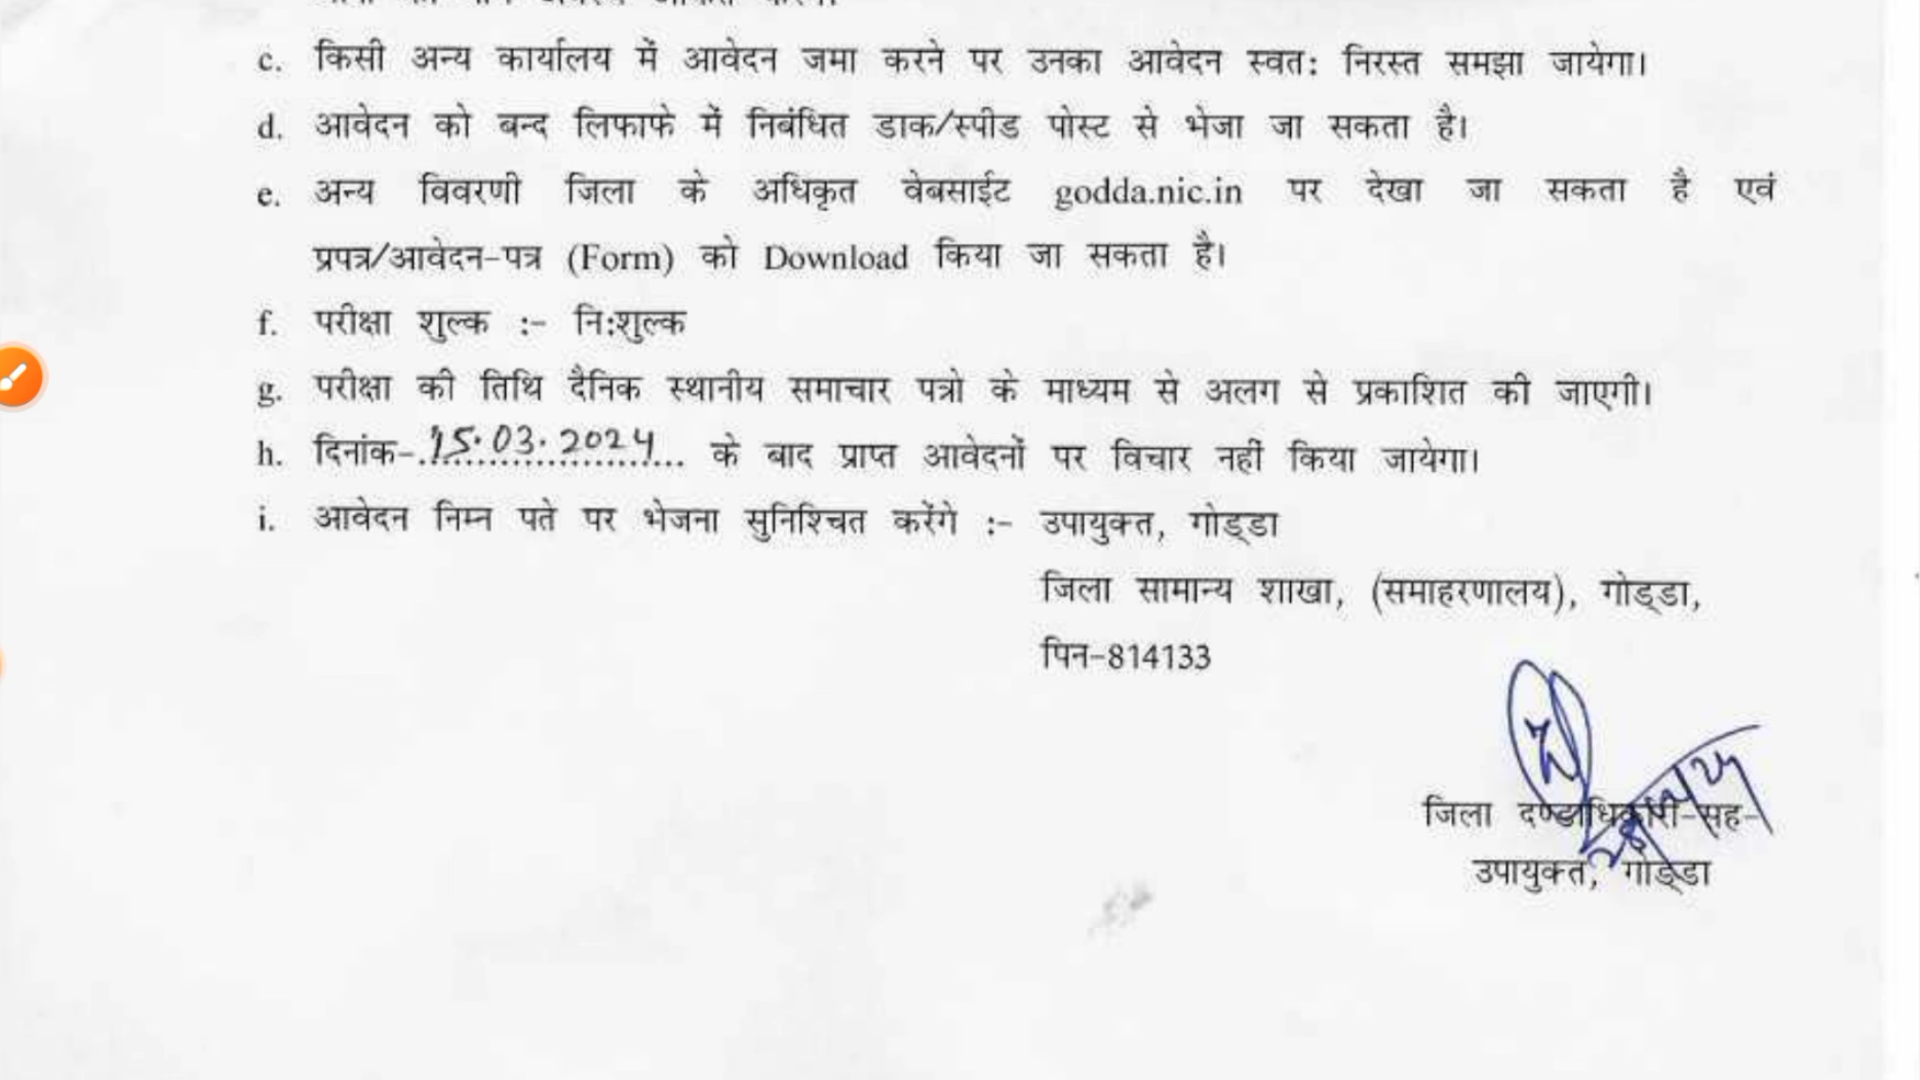 c. किसी अन्य कार्यालय में आवेदन जमा करने पर उनका आवेदन स्वत: निरस्त समझा जायेगा।
d. आवेदन को बन्द लिफाफे में निबंधित डाक/स्पीड पोस्ट से भेजा जा सकता है।
e. अन्य विवरणी जिला के अधिकृत वेबसाईट godda.nic.in पर देखा जा सकता है एवं
प्रपत्र/आवेदन-पत्र (Form) को Download किया जा सकता है।
f. परीक्षा शुल्क :- नि:शुल्क
g. परीक्षा की तिथि दैनिक स्थानीय समाचार पत्रो के माध्यम से अलग से प्रकाशित की जाएगी।
h. दिनांक-.15.03.2024... के बाद प्राप्त आवेदनों पर विचार नहीं किया जायेगा।
i. आवेदन निम्न पते पर भेजना सुनिश्चित करेंगे :- उपायुक्त, गोड्डा
जिला सामान्य शाखा, (समाहरणालय), गोड्डा,
पिन-814133
जिला दण्डाधिकारी-सह-
उपायुक्त, गोड्डा